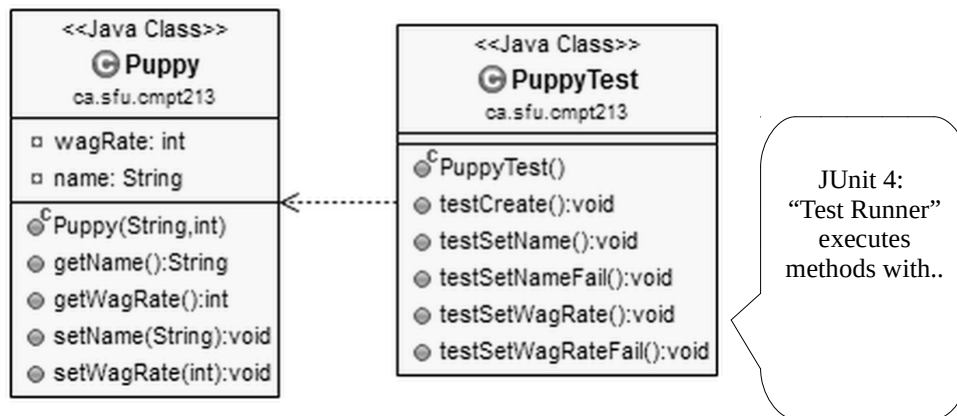 <<Java Class>>
C Puppy
ca.sfu.cmpt213
wagRate: int
name: String
C Puppy(String,int)
getName():String
getWagRate():int
setName(String):void
setWagRate(int):void
<<Java Class>>
C PuppyTest
ca.sfu.cmpt213
C PuppyTest()
testCreate():void
testSetName():void
testSetNameFail():void
testSetWagRate():void
testSetWagRateFail():void
JUnit 4:
“Test Runner”
executes
methods with..